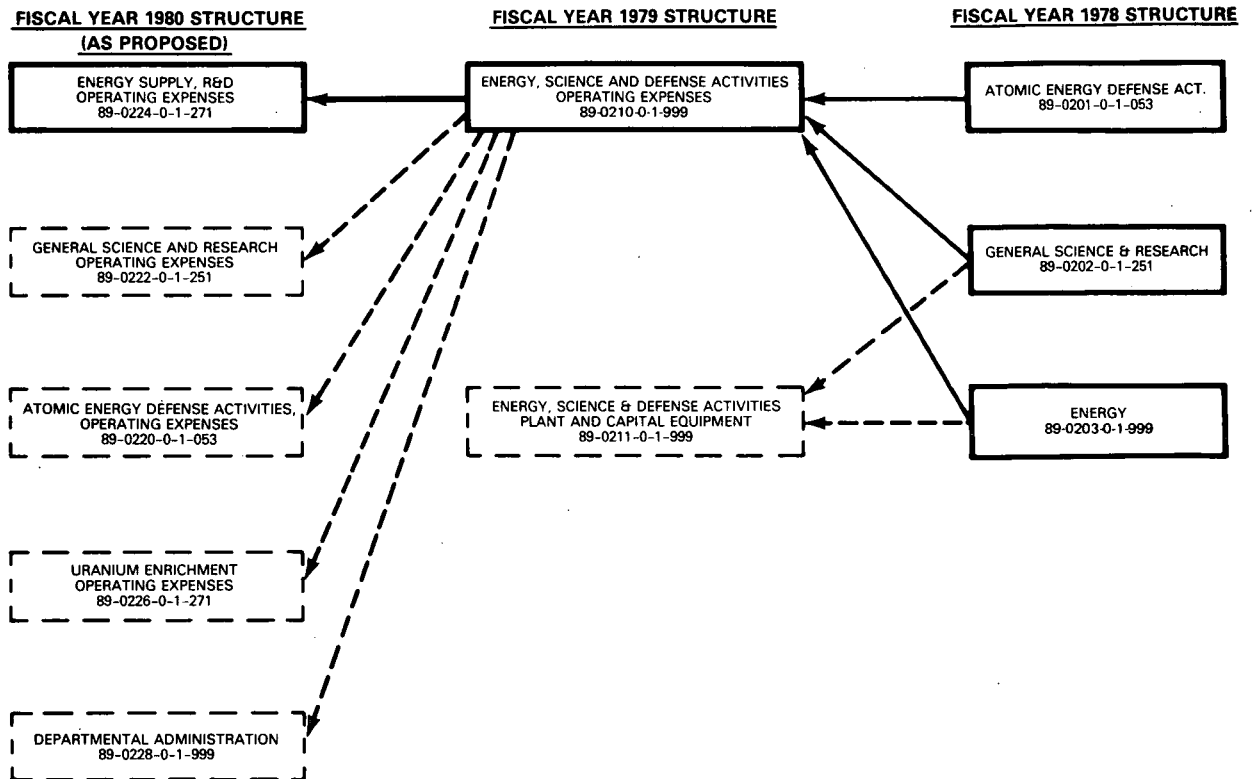 FISCAL YEAR 1980 STRUCTURE
(AS PROPOSED)
ENERGY SUPPLY, R&D
OPERATING EXPENSES
89-0224-0-1-271
GENERAL SCIENCE AND RESEARCH
OPERATING EXPENSES
89-0222-0-1-251
ATOMIC ENERGY DEFENSE ACTIVITIES,
OPERATING EXPENSES
89-0220-0-1-053
URANIUM ENRICHMENT
OPERATING EXPENSES
89-0226-0-1-271
DEPARTMENTAL ADMINISTRATION
89-0228-0-1-999
FISCAL YEAR 1979 STRUCTURE
ENERGY, SCIENCE AND DEFENSE ACTIVITIES
OPERATING EXPENSES
89-0210-0-1-999
ENERGY, SCIENCE & DEFENSE ACTIVITIES
PLANT AND CAPITAL EQUIPMENT
89-0211-0-1-999
FISCAL YEAR 1978 STRUCTURE
ATOMIC ENERGY DEFENSE ACT.
89-0201-0-1-053
GENERAL SCIENCE & RESEARCH
89-0202-0-1-251
ENERGY
89-0203-0-1-999